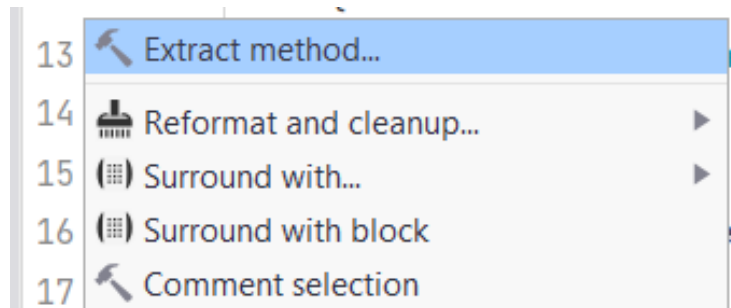 13 Extract method...
14 Reformat and cleanup...
15 Surround with...
16 Surround with block
17 Comment selection